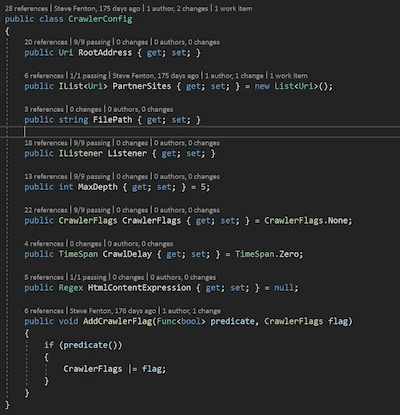 28 references | Steve Fenton, 175 days ago | 1 author, 2 changes | 1 work item
public class CrawlerConfig
{
20 references | 9/9 passing | 0 changes | 0 authors, 0 changes
public Uri RootAddress { get; set; }
6 references | 1/1 passing | Steve Fenton, 175 days ago | 1 author, 1 change | 1 work item
public IList<Uri> PartnerSites { get; set; } = new List<Uri>();
3 references | 0 changes | 0 authors, 0 changes
public string FilePath { get; set; }
18 references | 9/9 passing | 0 changes | 0 authors, 0 changes
public IListener Listener { get; set; }
13 references | 9/9 passing | 0 changes | 0 authors, 0 changes
public int MaxDepth { get; set; } = 5;
22 references | 9/9 passing | 0 changes | 0 authors, 0 changes
public CrawlerFlags CrawlerFlags { get; set; } = CrawlerFlags.None;
4 references | 0 changes | 0 authors, 0 changes
public TimeSpan CrawlDelay { get; set; } = TimeSpan.Zero;
5 references | 1/1 passing | 0 changes | 0 authors, 0 changes
public Regex HtmlContentExpression { get; set; } = null;
6 references | Steve Fenton, 176 days ago | 1 author, 1 change
public void AddCrawlerFlag(Func<bool> predicate, CrawlerFlags flag)
{
if (predicate())
{
CrawlerFlags |= flag;
}
}
}